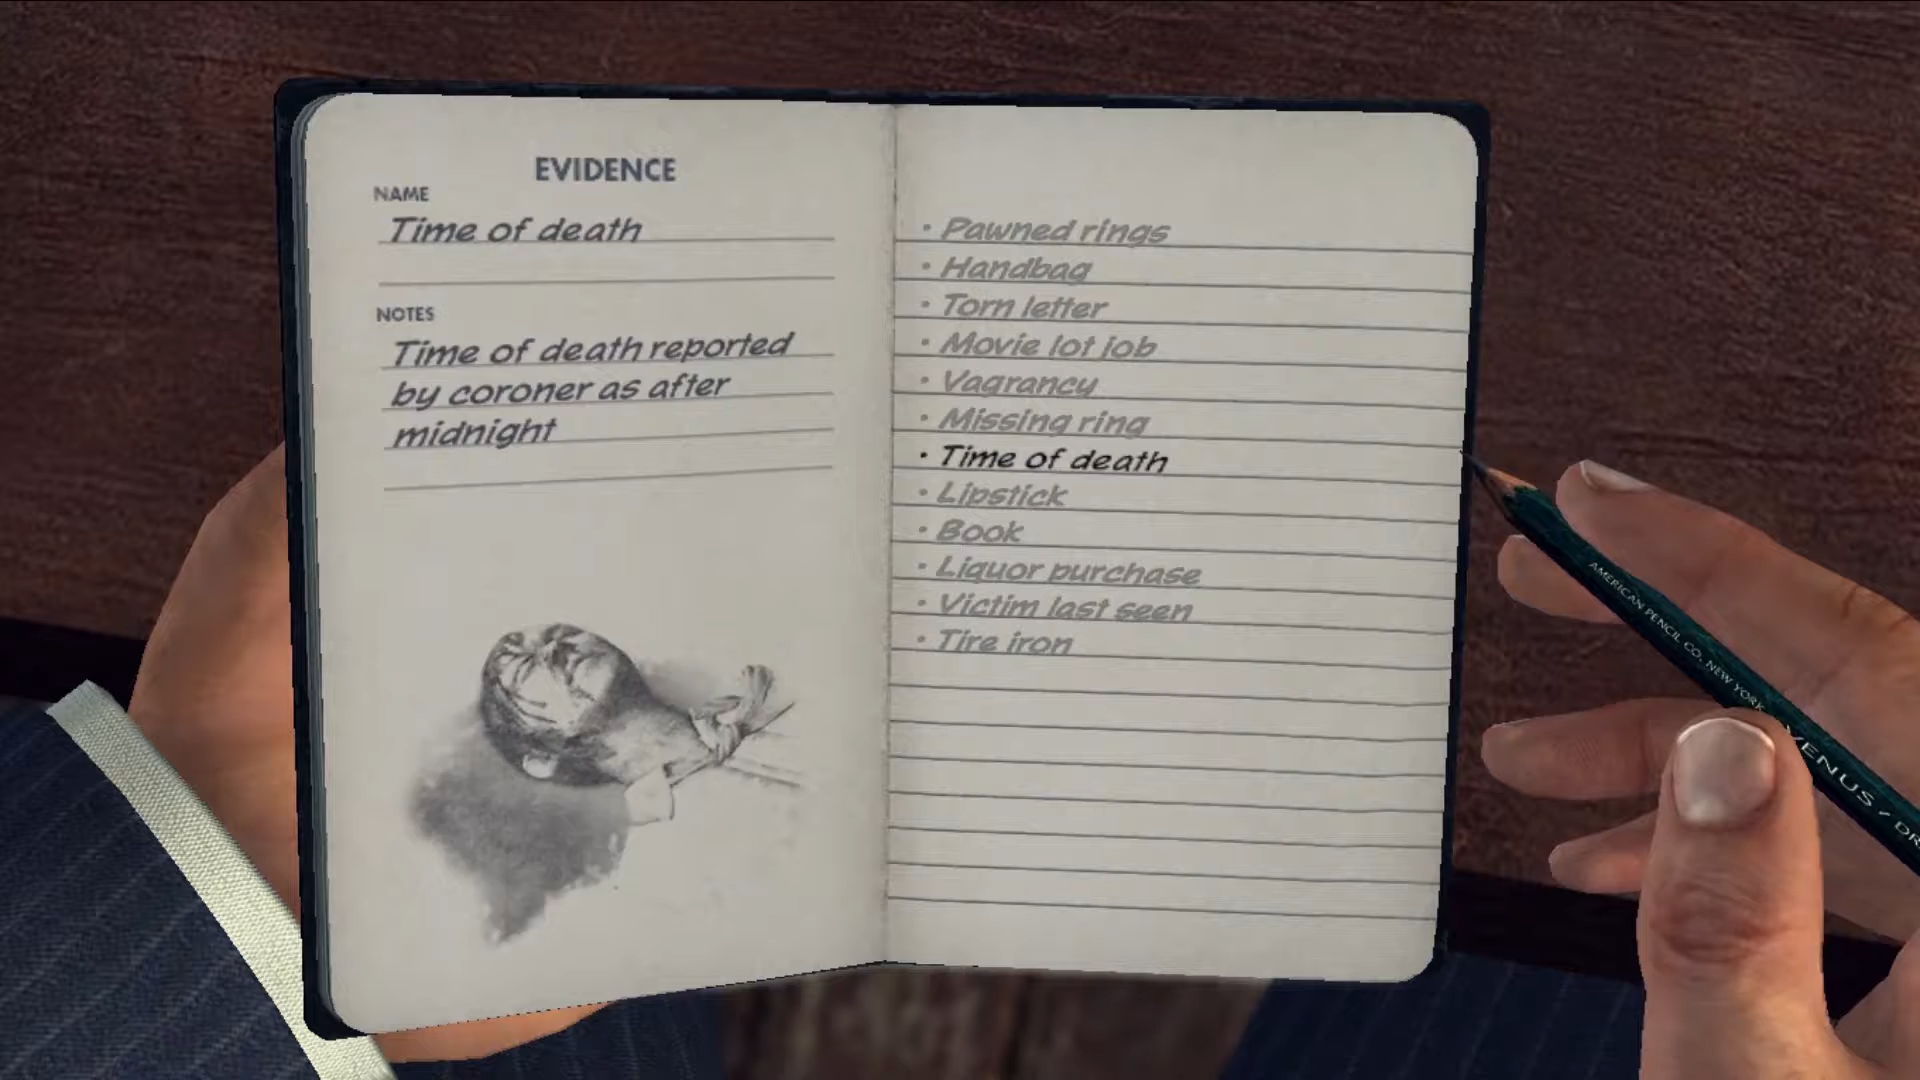 EVIDENCE
NAME
Time of death
NOTES
Time of death reported
by coroner as after
midnight
• Pawned rings
• Handbag
• Torn letter
• Movie lot job
• Vagrancy
• Missing ring
• Time of death
• Lipstick
• Book
• Liquor purchase
• Victim last seen
• Tire iron
AMERICAN PENCIL CO. NEW YORK
VENUS / DR